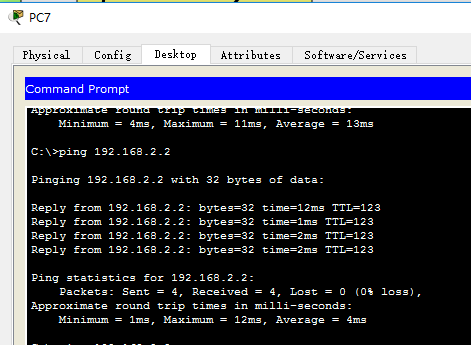 PC7
Physical Config Desktop Attributes Software/Services
Command Prompt
Approximate round trip times in milli-seconds:
Minimum = 4ms, Maximum = 11ms, Average = 13ms
C:\>ping 192.168.2.2
Pinging 192.168.2.2 with 32 bytes of data:
Reply from 192.168.2.2: bytes=32 time=12ms TTL=123
Reply from 192.168.2.2: bytes=32 time=1ms TTL=123
Reply from 192.168.2.2: bytes=32 time=2ms TTL=123
Reply from 192.168.2.2: bytes=32 time=2ms TTL=123
Ping statistics for 192.168.2.2:
Packets: Sent = 4, Received = 4, Lost = 0 (0% loss),
Approximate round trip times in milli-seconds:
Minimum = 1ms, Maximum = 12ms, Average = 4ms